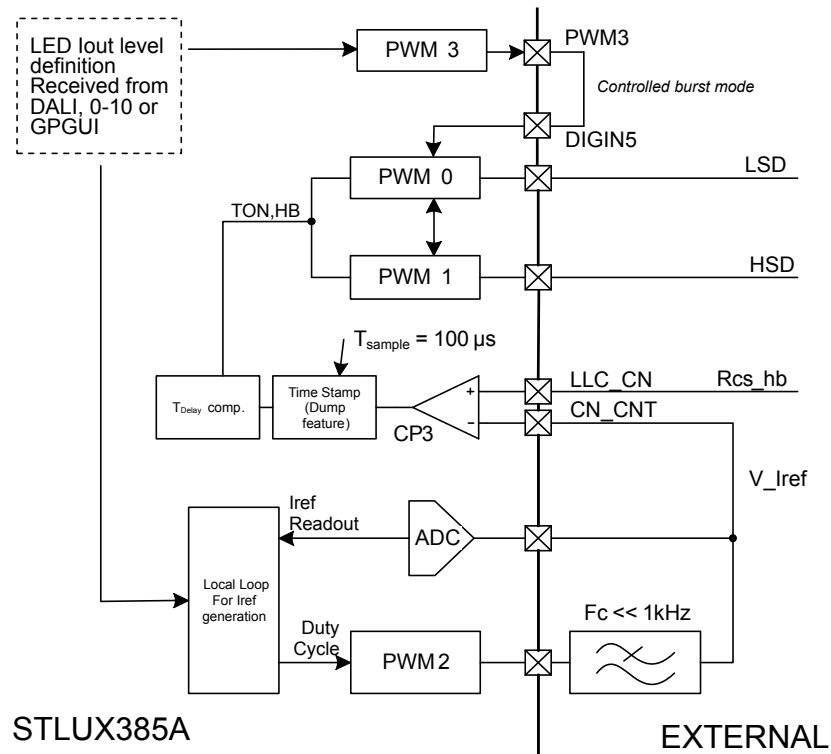 LED Iout level
definition
Received from
DALI, 0-10 or
GPGUI
PWM 3
PWM3
Controlled burst mode
DIGIN5
PWM 0
LSD
TON,HB
PWM 1
HSD
Tsample = 100 µs
TDelay comp.
Time Stamp
(Dump
feature)
CP3
+
−
LLC_CN
Rcs_hb
CN_CNT
V_Iref
Iref
Readout
ADC
Local Loop
For Iref
generation
Fc << 1kHz
Duty
Cycle
PWM2
STLUX385A
EXTERNAL